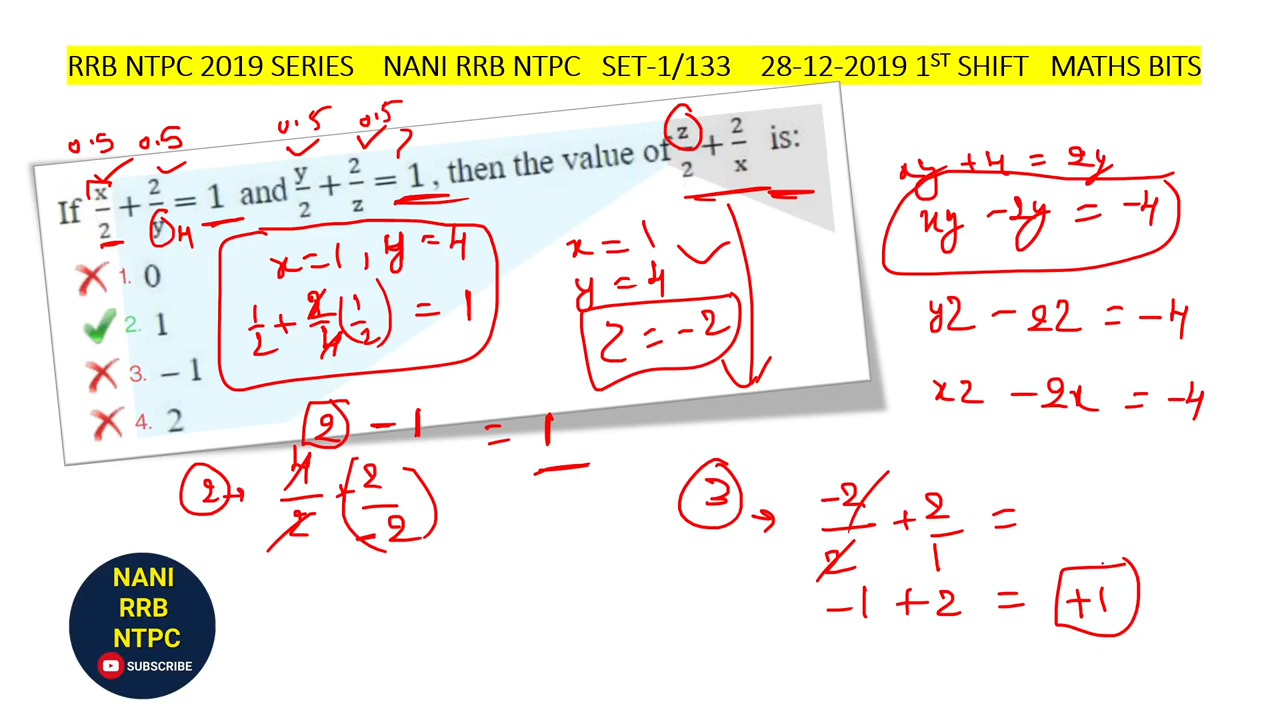 RRB NTPC 2019 SERIES NANI RRB NTPC SET-1/133 28-12-2019 1ST SHIFT MATHS BITS
0.5 0.5 0.5 0.5
If x/2 + 2/y = 1 and y/2 + 2/z = 1, then the value of z/2 + 2/x is:
4
1. 0
2. 1
3. -1
4. 2
x=1, y=4
1/2 + 2/4 (1/2) = 1
x = 1
y = 4
z = -2
xy + 4 = 2y
xy - 2y = -4
yz - 2z = -4
xz - 2x = -4
2 - 1 = 1
2 → 4/2 + (2/-2)
3 → -2/2 + 2/1 =
-1 + 2 = +1
NANI
RRB
NTPC
SUBSCRIBE